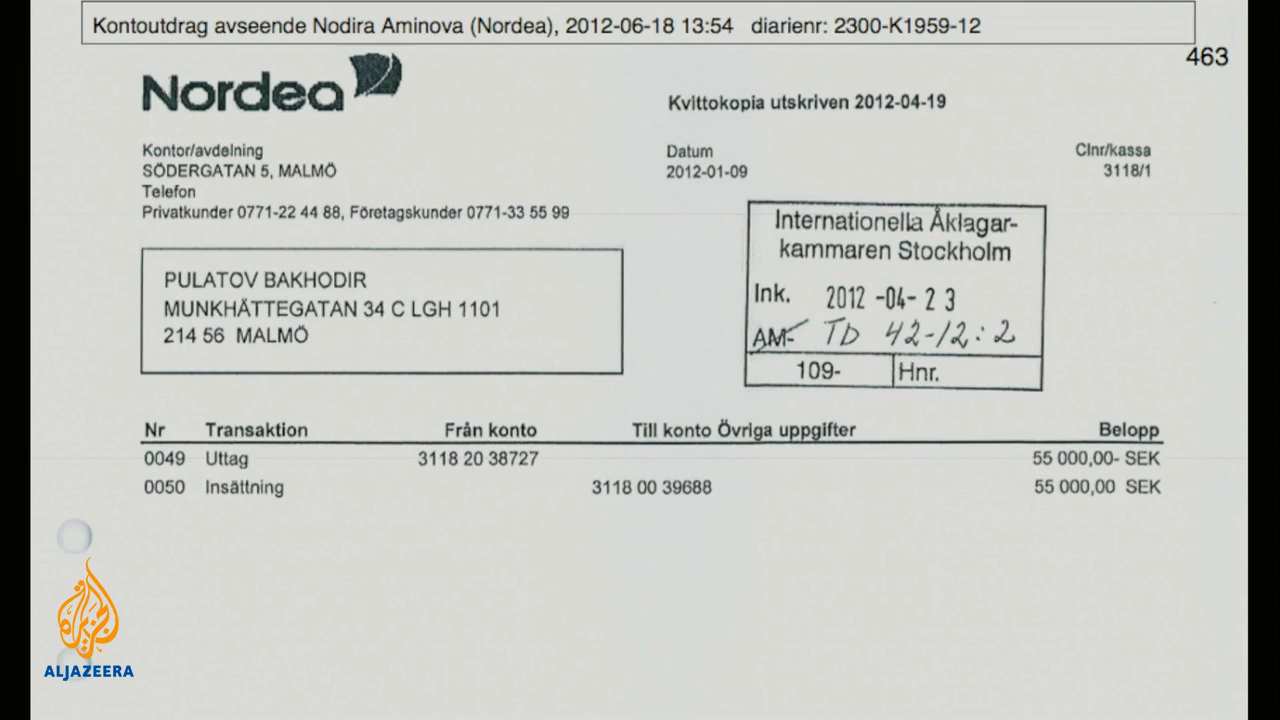 Kontoutdrag avseende Nodira Aminova (Nordea), 2012-06-18 13:54 diarienr: 2300-K1959-12
463
Nordea
Kvittokopia utskriven 2012-04-19
Kontor/avdelning
SÖDERGATAN 5, MALMÖ
Telefon
Privatkunder 0771-22 44 88, Företagskunder 0771-33 55 99
Datum
2012-01-09
Clnr/kassa
3118/1
Internationella Åklagar-
kammaren Stockholm
Ink. 2012 -04- 23
AM- TD 42-12:2
109- Hnr.
PULATOV BAKHODIR
MUNKHÄTTEGATAN 34 C LGH 1101
214 56 MALMÖ
Nr Transaktion Från konto Till konto Övriga uppgifter Belopp
0049 Uttag 3118 20 38727 55 000,00- SEK
0050 Insättning 3118 00 39688 55 000,00 SEK
ALJAZEERA